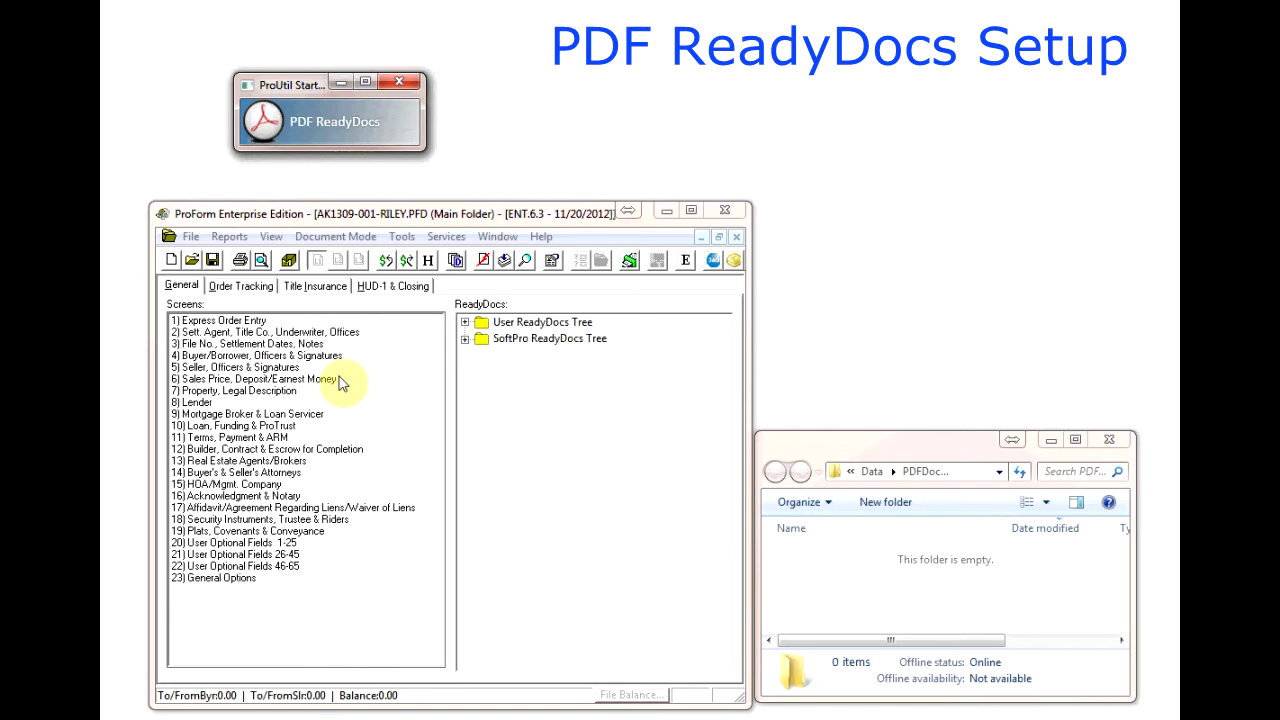 PDF ReadyDocs Setup
ProUtil Start...
PDF ReadyDocs
ProForm Enterprise Edition - [AK1309-001-RILEY.PFD (Main Folder) - [ENT.6.3 - 11/20/2012]]
File Reports View Document Mode Tools Services Window Help
H E
General Order Tracking Title Insurance HUD-1 & Closing
Screens:
1) Express Order Entry
2) Sett. Agent, Title Co., Underwriter, Offices
3) File No., Settlement Dates, Notes
4) Buyer/Borrower, Officers & Signatures
5) Seller, Officers & Signatures
6) Sales Price, Deposit/Earnest Money
7) Property, Legal Description
8) Lender
9) Mortgage Broker & Loan Servicer
10) Loan, Funding & ProTrust
11) Terms, Payment & ARM
12) Builder, Contract & Escrow for Completion
13) Real Estate Agents/Brokers
14) Buyer's & Seller's Attorneys
15) HOA/Mgmt. Company
16) Acknowledgment & Notary
17) Affidavit/Agreement Regarding Liens/Waiver of Liens
18) Security Instruments, Trustee & Riders
19) Plats, Covenants & Conveyance
20) User Optional Fields 1-25
21) User Optional Fields 26-45
22) User Optional Fields 46-65
23) General Options
ReadyDocs:
User ReadyDocs Tree
SoftPro ReadyDocs Tree
To/FromByr:0.00 To/FromSlr:0.00 Balance:0.00 File Balance...
« Data PDFDoc... Search PDF...
Organize New folder
Name Date modified Ty
This folder is empty.
0 items Offline status: Online
Offline availability: Not available